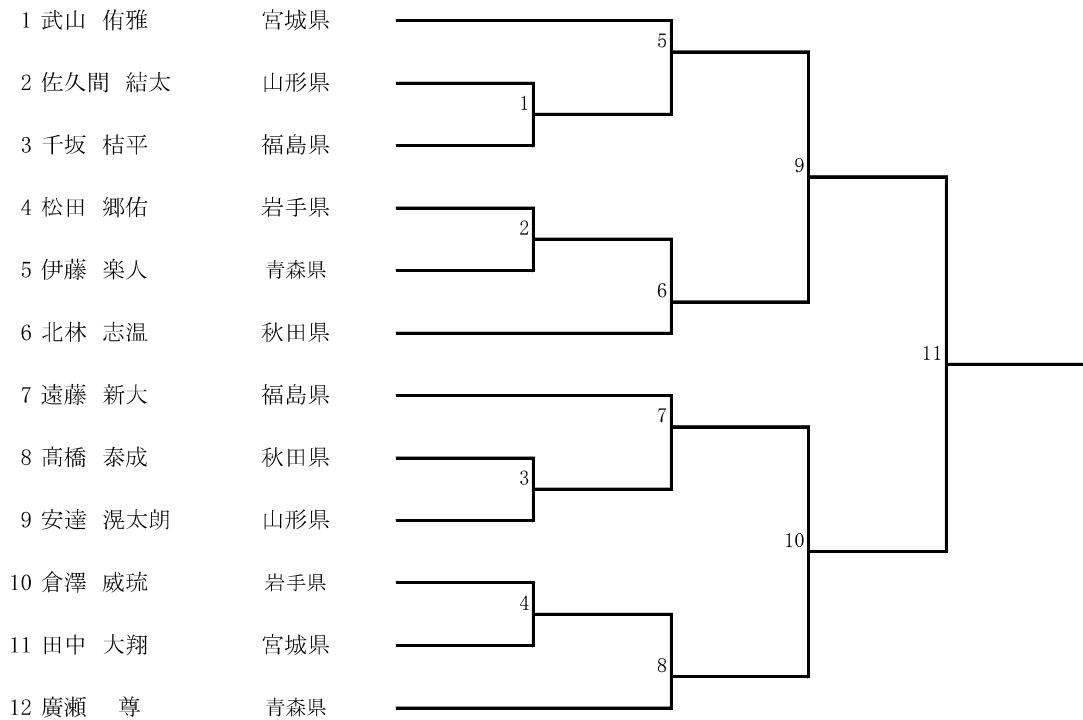 1 武山 侑雅 宮城県
5
2 佐久間 結太 山形県
1
3 千坂 桔平 福島県
9
4 松田 郷佑 岩手県
2
5 伊藤 楽人 青森県
6
6 北林 志温 秋田県
11
7 遠藤 新大 福島県
7
8 髙橋 泰成 秋田県
3
9 安達 滉太朗 山形県
10
10 倉澤 威琉 岩手県
4
11 田中 大翔 宮城県
8
12 廣瀬 尊 青森県